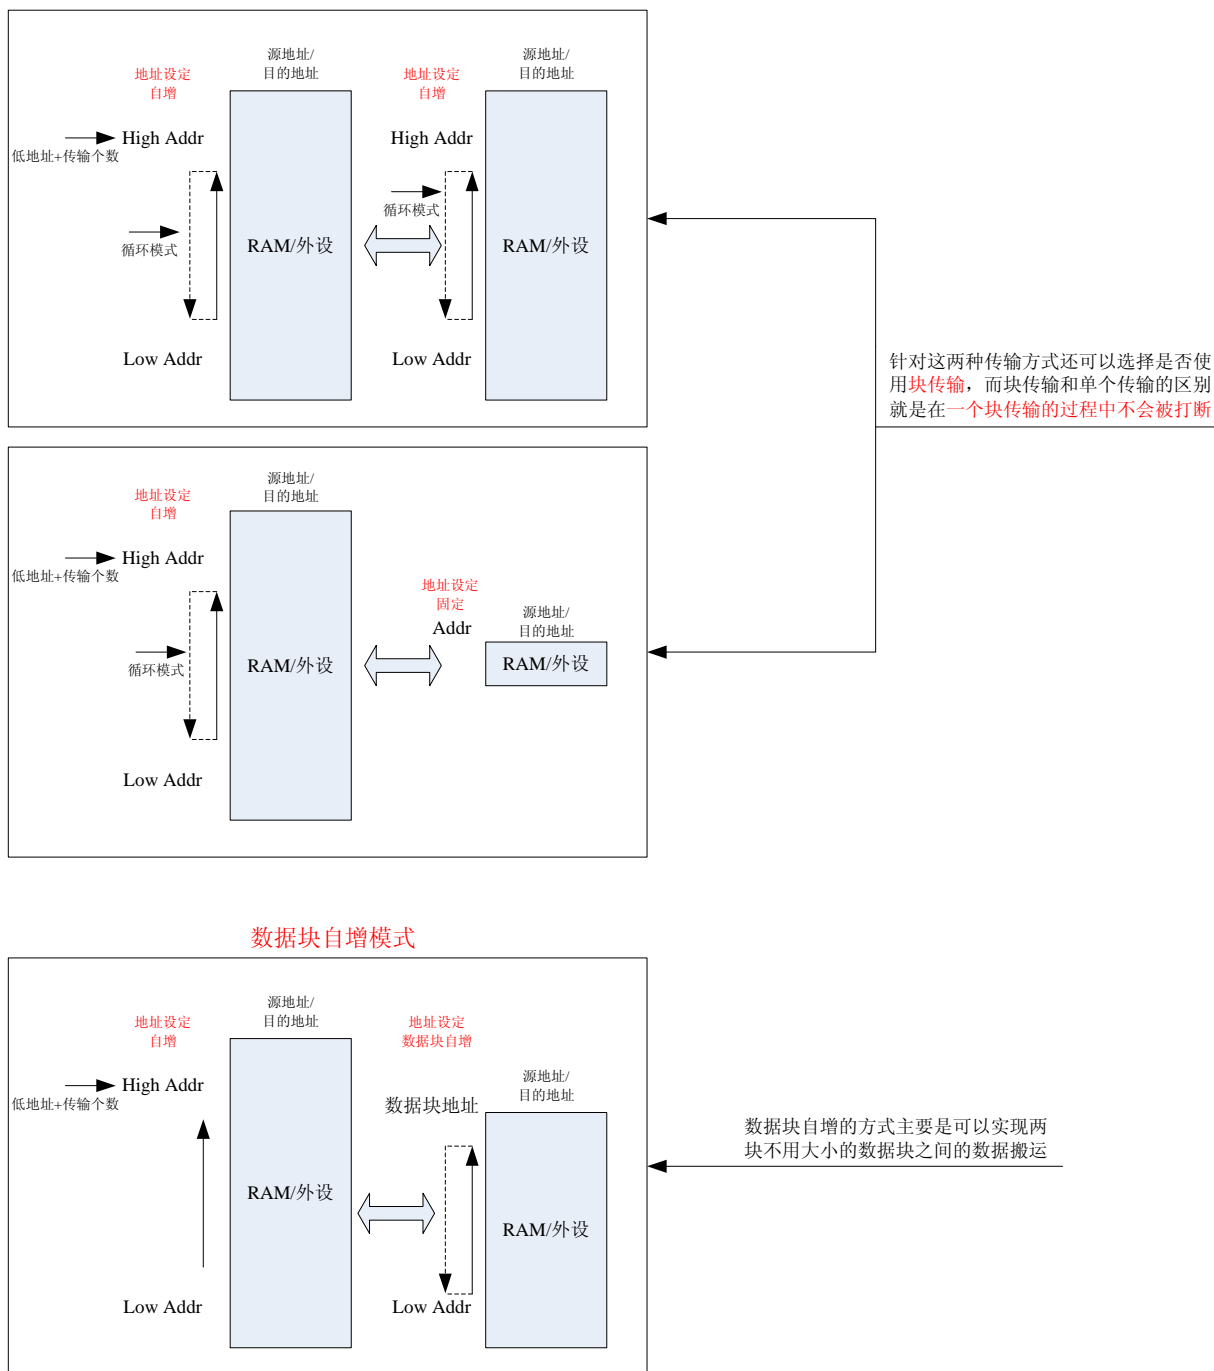 源地址/
目的地址
地址设定
自增
High Addr
低地址+传输个数
循环模式
Low Addr
RAM/外设
源地址/
目的地址
地址设定
自增
High Addr
循环模式
Low Addr
RAM/外设
针对这两种传输方式还可以选择是否使
用块传输，而块传输和单个传输的区别
就是在一个块传输的过程中不会被打断
源地址/
目的地址
地址设定
自增
High Addr
低地址+传输个数
循环模式
Low Addr
RAM/外设
地址设定
固定
Addr
源地址/
目的地址
RAM/外设
数据块自增模式
源地址/
目的地址
地址设定
自增
High Addr
低地址+传输个数
Low Addr
RAM/外设
地址设定
数据块自增
数据块地址
Low Addr
源地址/
目的地址
RAM/外设
数据块自增的方式主要是可以实现两
块不用大小的数据块之间的数据搬运